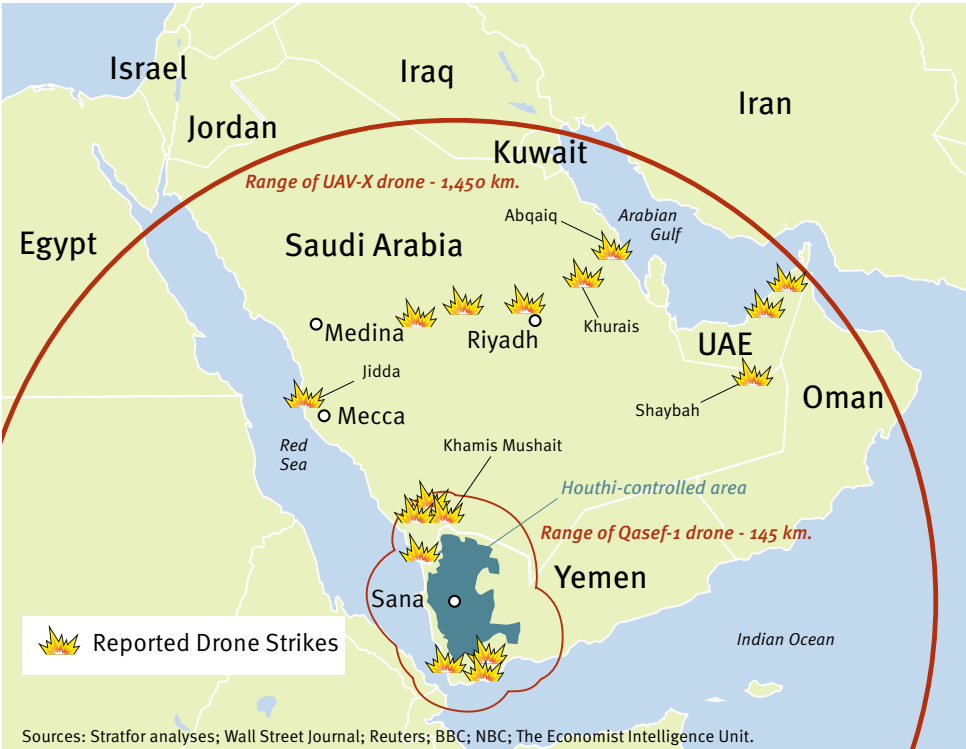 Israel
Iraq
Iran
Jordan
Kuwait
Range of UAV-X drone - 1,450 km.
Abqaiq
Arabian
Gulf
Egypt
Saudi Arabia
Khurais
Medina
Riyadh
UAE
Jidda
Shaybah
Oman
Mecca
Red
Sea
Khamis Mushait
Houthi-controlled area
Range of Qasef-1 drone - 145 km.
Yemen
Sana
Reported Drone Strikes
Indian Ocean
Sources: Stratfor analyses; Wall Street Journal; Reuters; BBC; NBC; The Economist Intelligence Unit.